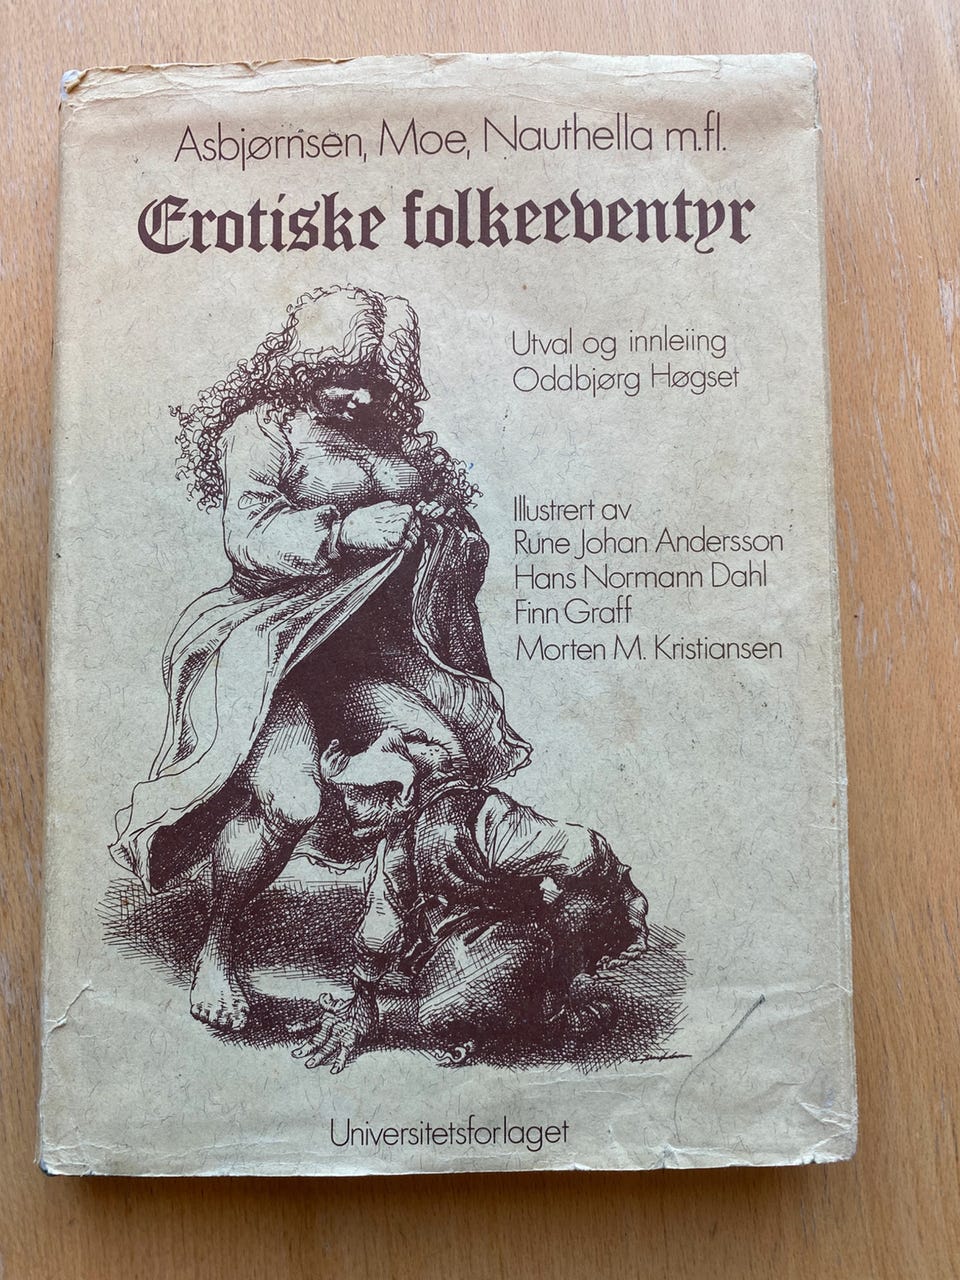 Asbjørnsen, Moe, Nauthella m.fl.
Erotiske folkeeventyr
Utval og innleiing
Oddbjørg Høgset
Illustrert av
Rune Johan Andersson
Hans Normann Dahl
Finn Graff
Morten M. Kristiansen
Universitetsforlaget